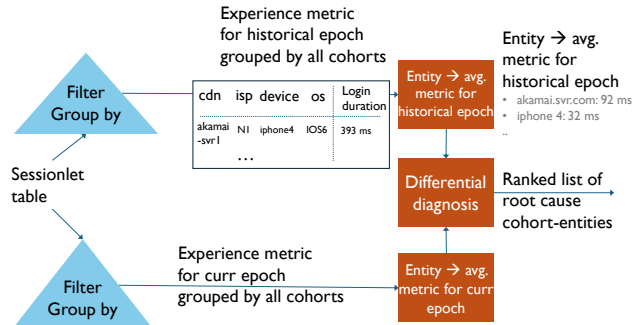 Experience metric
for historical epoch
grouped by all cohorts
Filter
Group by
cdn isp device os Login duration
akamai-svr1 N1 iphone4 IOS6 393 ms
...
Entity → avg.
metric for
historical epoch
Entity → avg.
metric for
historical epoch
• akamai.svr.com: 92 ms
• iphone 4: 32 ms
..
Sessionlet
table
Differential
diagnosis
Ranked list of
root cause
cohort-entities
Filter
Group by
Experience metric
for curr epoch
grouped by all cohorts
Entity → avg.
metric for curr
epoch